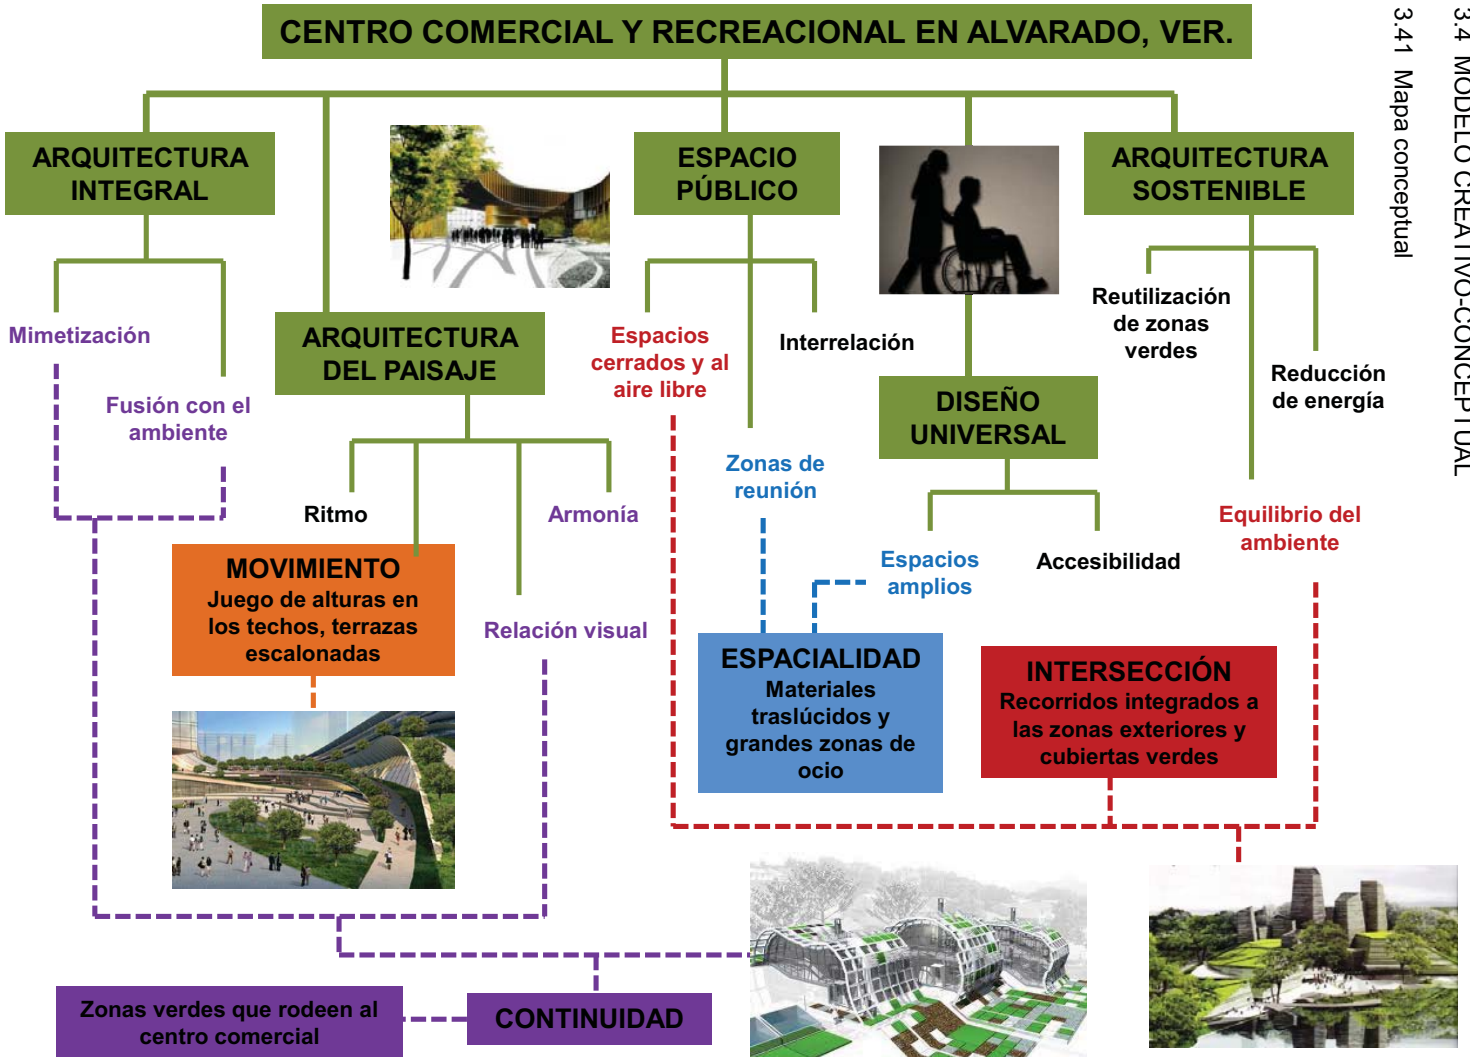 3.4 MODELO CREATIVO-CONCEPTUAL
3.41 Mapa conceptual
CENTRO COMERCIAL Y RECREACIONAL EN ALVARADO, VER.
ARQUITECTURA
INTEGRAL
Mimetización
Fusión con el
ambiente
ARQUITECTURA
DEL PAISAJE
Ritmo
Armonía
MOVIMIENTO
Juego de alturas en
los techos, terrazas
escalonadas
Relación visual
ESPACIO
PÚBLICO
Espacios
cerrados y al
aire libre
Interrelación
Zonas de
reunión
DISEÑO
UNIVERSAL
Espacios
amplios
Accesibilidad
ARQUITECTURA
SOSTENIBLE
Reutilización
de zonas
verdes
Reducción
de energía
Equilibrio del
ambiente
ESPACIALIDAD
Materiales
traslúcidos y
grandes zonas de
ocio
INTERSECCIÓN
Recorridos integrados a
las zonas exteriores y
cubiertas verdes
Zonas verdes que rodeen al
centro comercial
CONTINUIDAD